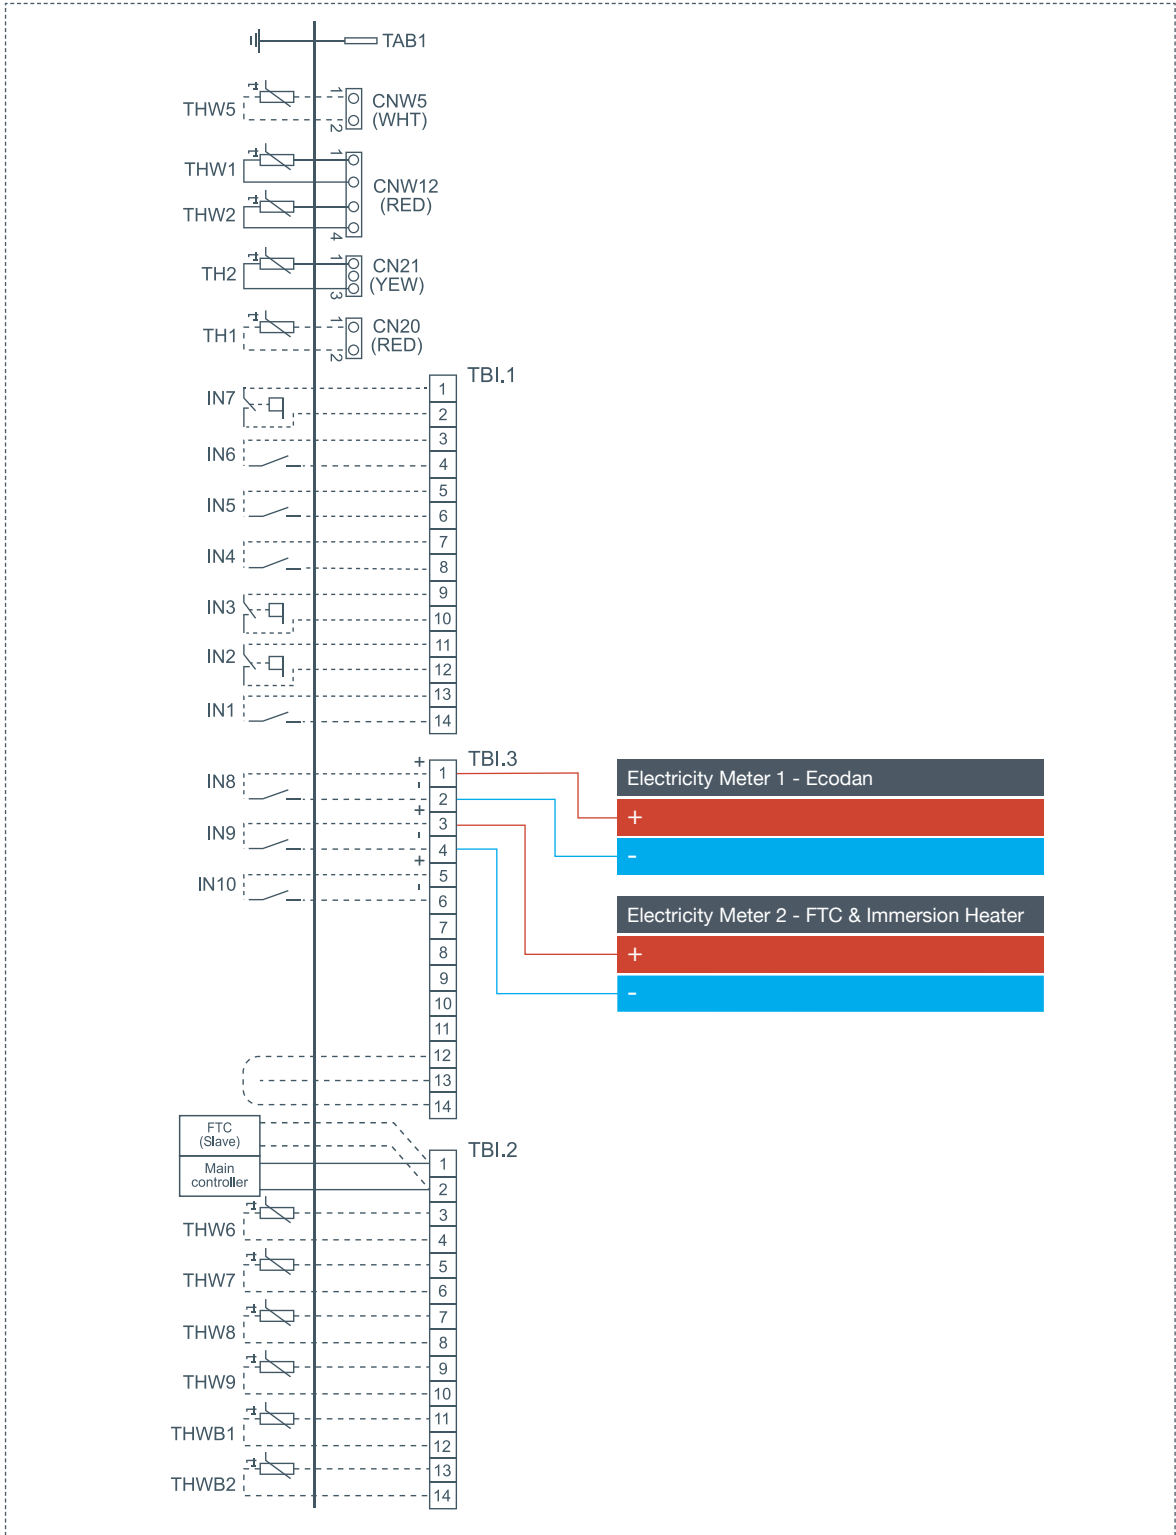 TAB1
THW5
1
2
CNW5
(WHT)
THW1
THW2
1
4
CNW12
(RED)
TH2
1
3
CN21
(YEW)
TH1
1
2
CN20
(RED)
TBI.1
IN7
1
2
IN6
3
4
IN5
5
6
IN4
7
8
IN3
9
10
IN2
11
12
IN1
13
14
TBI.3
IN8
+
-
1
2
IN9
+
-
3
4
IN10
+
-
5
6
7
8
9
10
11
12
13
14
Electricity Meter 1 - Ecodan
+
-
Electricity Meter 2 - FTC & Immersion Heater
+
-
FTC
(Slave)
Main
controller
TBI.2
1
2
THW6
3
4
THW7
5
6
THW8
7
8
THW9
9
10
THWB1
11
12
THWB2
13
14